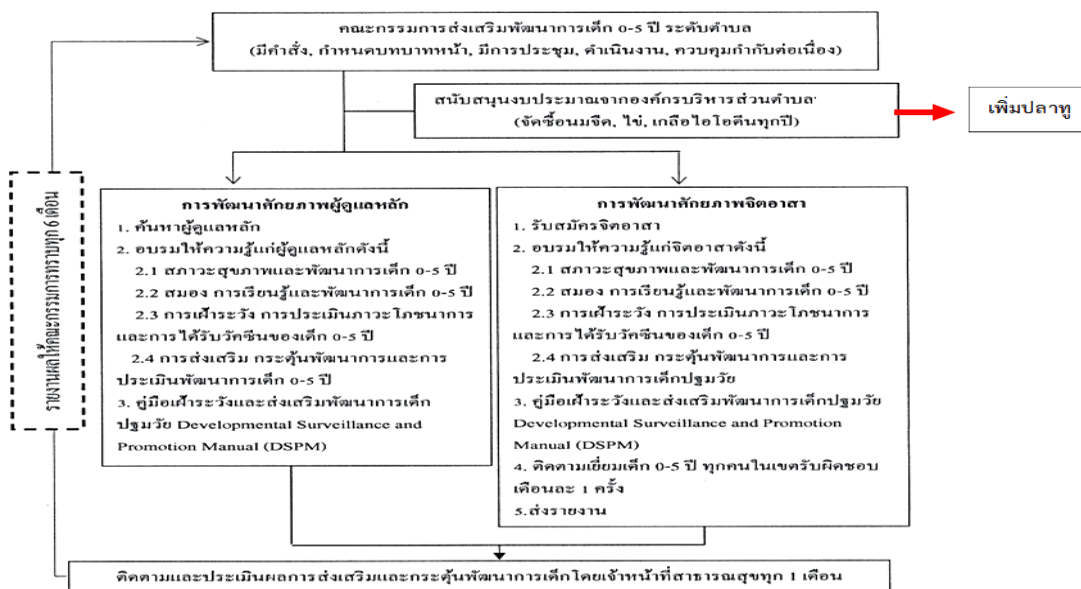 คณะกรรมการส่งเสริมพัฒนาการเด็ก 0-5 ปี ระดับตำบล
(มีคำสั่ง, กำหนดบทบาทหน้า, มีการประชุม, ดำเนินงาน, ควบคุมกำกับต่อเนื่อง)
สนับสนุนงบประมาณจากองค์กรบริหารส่วนตำบล
(จัดซื้อนมจืด, ไข่, เกลือไอโอดีนทุกปี)
เพิ่มปลาทู
รายงานผลให้คณะกรรมการทราบทุก 6 เดือน
การพัฒนาศักยภาพผู้ดูแลหลัก
1. ค้นหาผู้ดูแลหลัก
2. อบรมให้ความรู้แก่ผู้ดูแลหลักดังนี้
2.1 สภาวะสุขภาพและพัฒนาการเด็ก 0-5 ปี
2.2 สมอง การเรียนรู้และพัฒนาการเด็ก 0-5 ปี
2.3 การเฝ้าระวัง การประเมินภาวะโภชนาการ
และการได้รับวัคซีนของเด็ก 0-5 ปี
2.4 การส่งเสริม กระตุ้นพัฒนาการและการ
ประเมินพัฒนาการเด็ก 0-5 ปี
3. คู่มือเฝ้าระวังและส่งเสริมพัฒนาการเด็ก
ปฐมวัย Developmental Surveillance and
Promotion Manual (DSPM)
การพัฒนาศักยภาพจิตอาสา
1. รับสมัครจิตอาสา
2. อบรมให้ความรู้แก่จิตอาสาดังนี้
2.1 สภาวะสุขภาพและพัฒนาการเด็ก 0-5 ปี
2.2 สมอง การเรียนรู้และพัฒนาการเด็ก 0-5 ปี
2.3 การเฝ้าระวัง การประเมินภาวะโภชนาการ
และการได้รับวัคซีนของเด็ก 0-5 ปี
2.4 การส่งเสริม กระตุ้นพัฒนาการและการ
ประเมินพัฒนาการเด็กปฐมวัย
3. คู่มือเฝ้าระวังและส่งเสริมพัฒนาการเด็กปฐมวัย
Developmental Surveillance and Promotion
Manual (DSPM)
4. ติดตามเยี่ยมเด็ก 0-5 ปี ทุกคนในเขตรับผิดชอบ
เดือนละ 1 ครั้ง
5.ส่งรายงาน
ติดตามและประเมินผลการส่งเสริมและกระตุ้นพัฒนาการเด็กโดยเจ้าหน้าที่สาธารณสุขทุก 1 เดือน